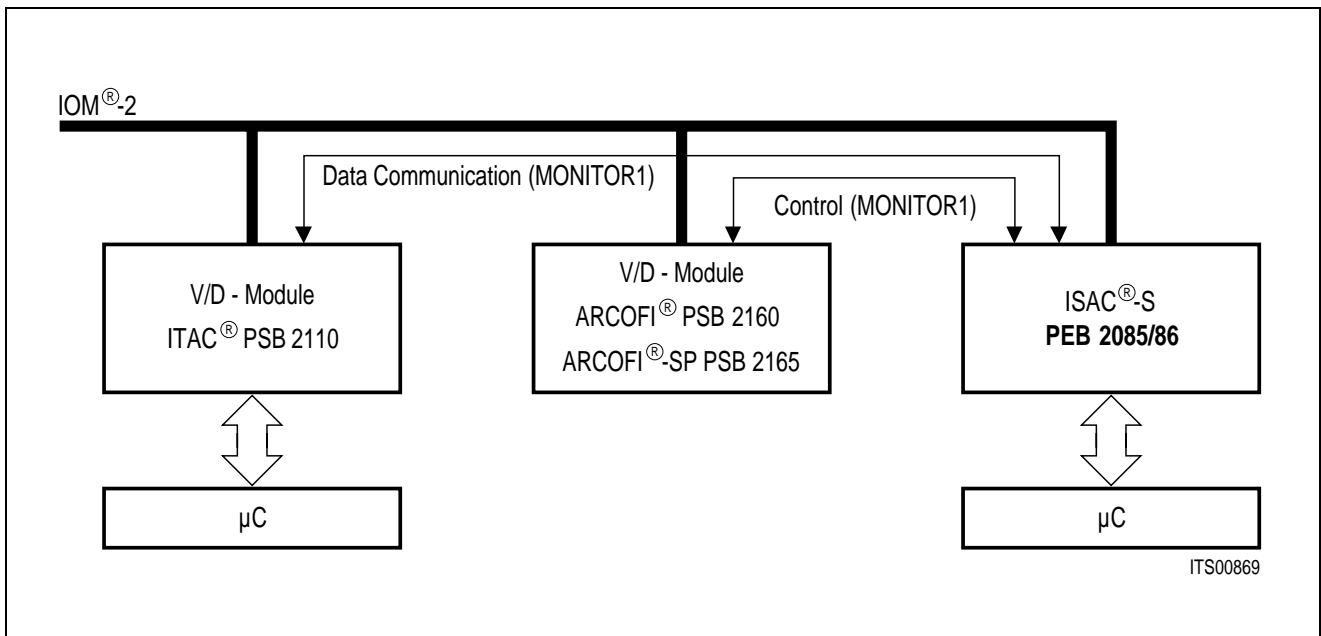 IOM®-2
Data Communication (MONITOR1)
Control (MONITOR1)
V/D - Module
ITAC® PSB 2110
V/D - Module
ARCOFI® PSB 2160
ARCOFI®-SP PSB 2165
ISAC®-S
PEB 2085/86
µC
µC
ITS00869